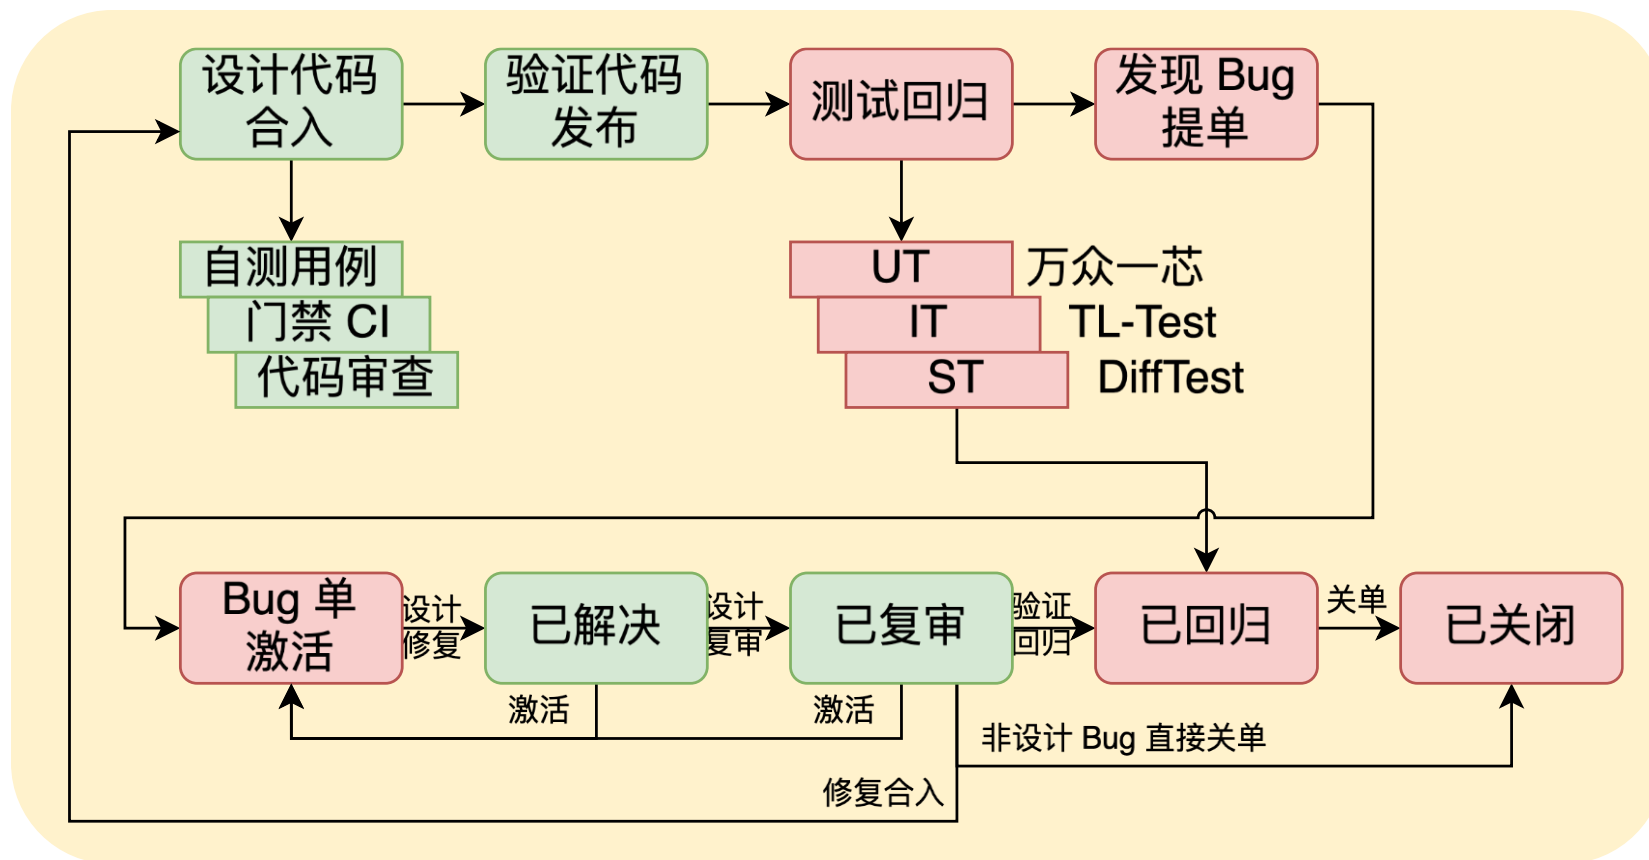 设计代码
合入
验证代码
发布
测试回归
发现 Bug
提单
自测用例
门禁 CI
代码审查
UT
万众一芯
IT
TL-Test
ST
DiffTest
Bug 单
激活
设计
修复
已解决
设计
复审
已复审
验证
回归
已回归
关单
已关闭
激活
激活
非设计 Bug 直接关单
修复合入